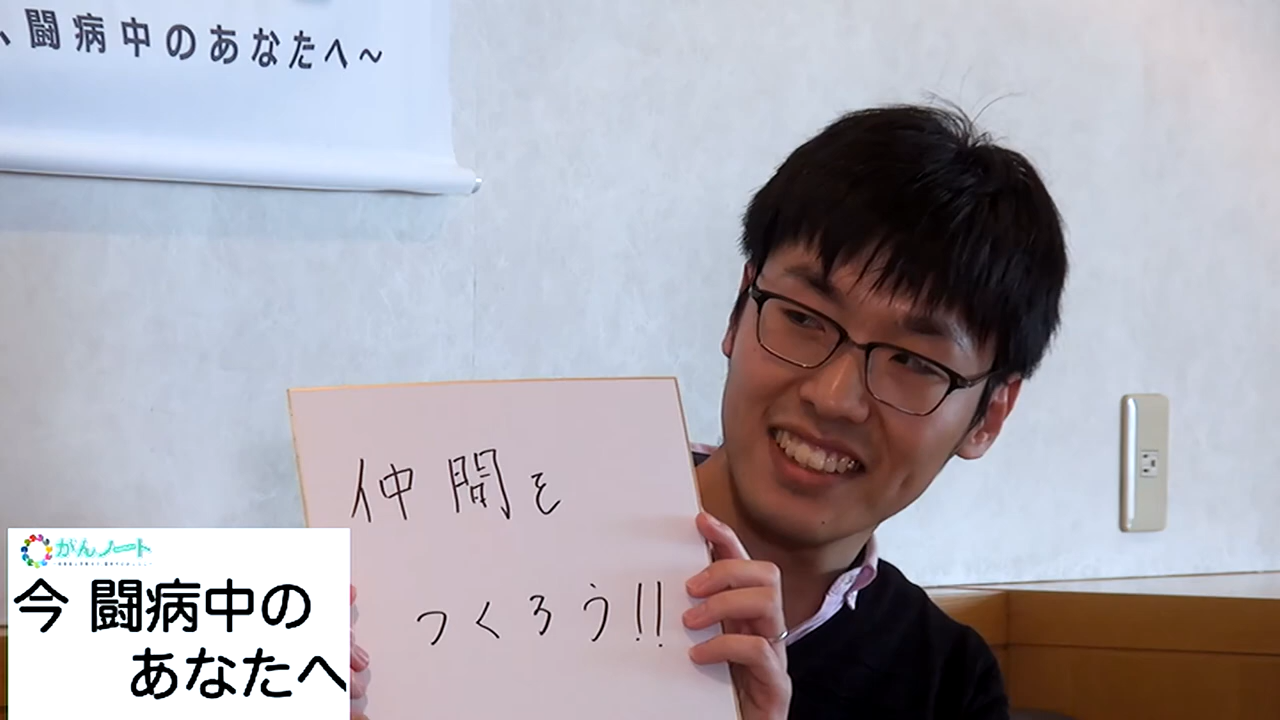 、闘病中のあなたへ～
仲間を
つくろう!!
がんノート
今 闘病中の
あなたへ